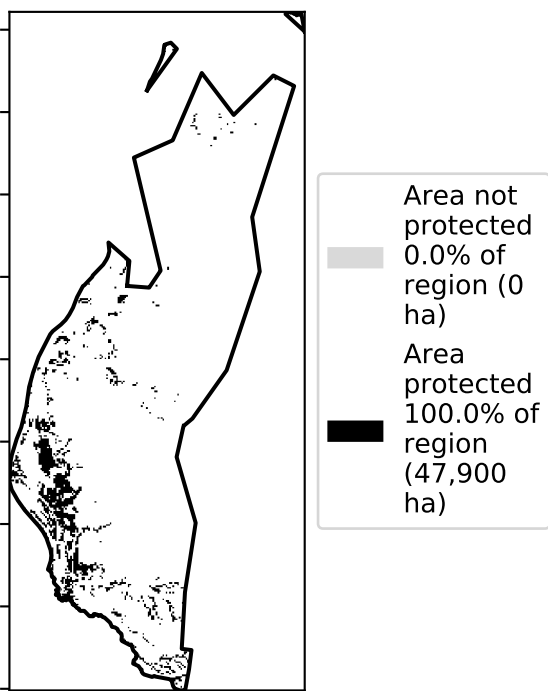 Area not
protected
0.0% of
region (0
ha)
Area
protected
100.0% of
region
(47,900
ha)